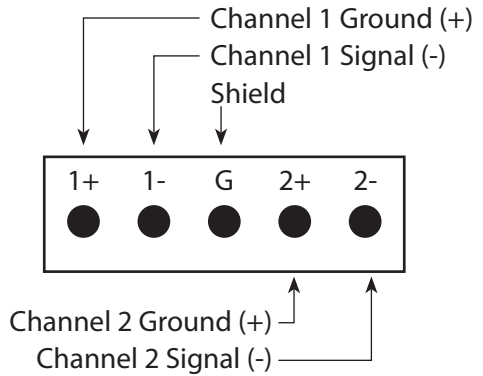 Channel 1 Ground (+)
Channel 1 Signal (-)
Shield
1+ 1- G 2+ 2-
Channel 2 Ground (+)
Channel 2 Signal (-)